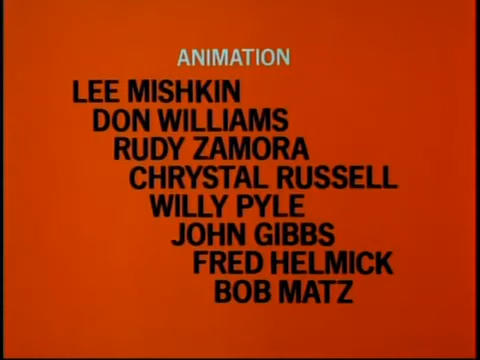 ANIMATION
LEE MISHKIN
DON WILLIAMS
RUDY ZAMORA
CHRYSTAL RUSSELL
WILLY PYLE
JOHN GIBBS
FRED HELMICK
BOB MATZ